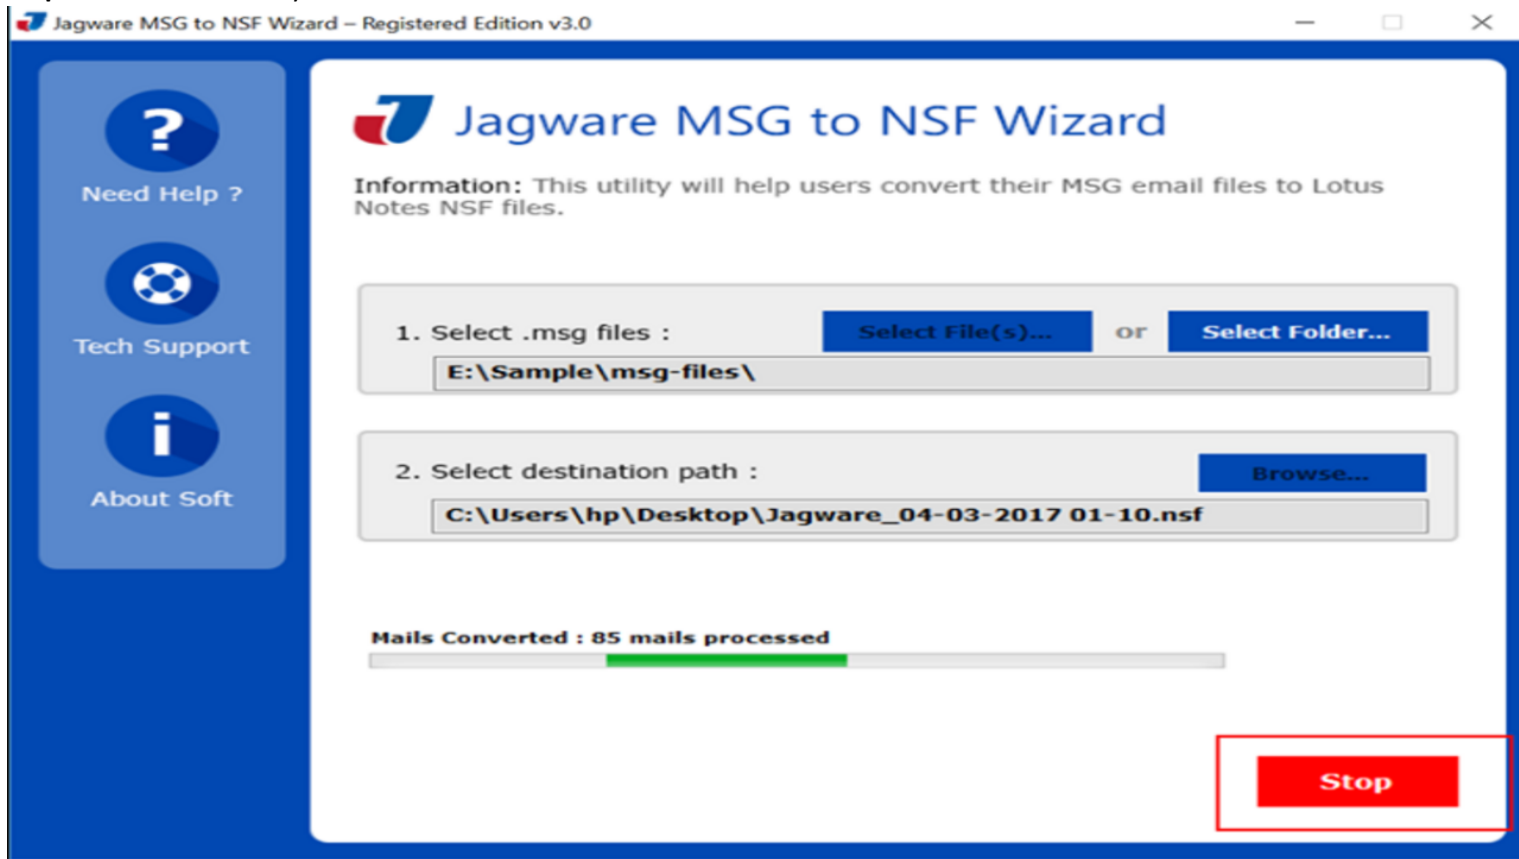 Jagware MSG to NSF Wizard – Registered Edition v3.0
Need Help ?
Tech Support
About Soft
Jagware MSG to NSF Wizard
Information: This utility will help users convert their MSG email files to Lotus
Notes NSF files.
1. Select .msg files :
Select File(s)...
or
Select Folder...
E:\Sample\msg-files\
2. Select destination path :
Browse...
C:\Users\hp\Desktop\Jagware_04-03-2017 01-10.nsf
Mails Converted : 85 mails processed
Stop